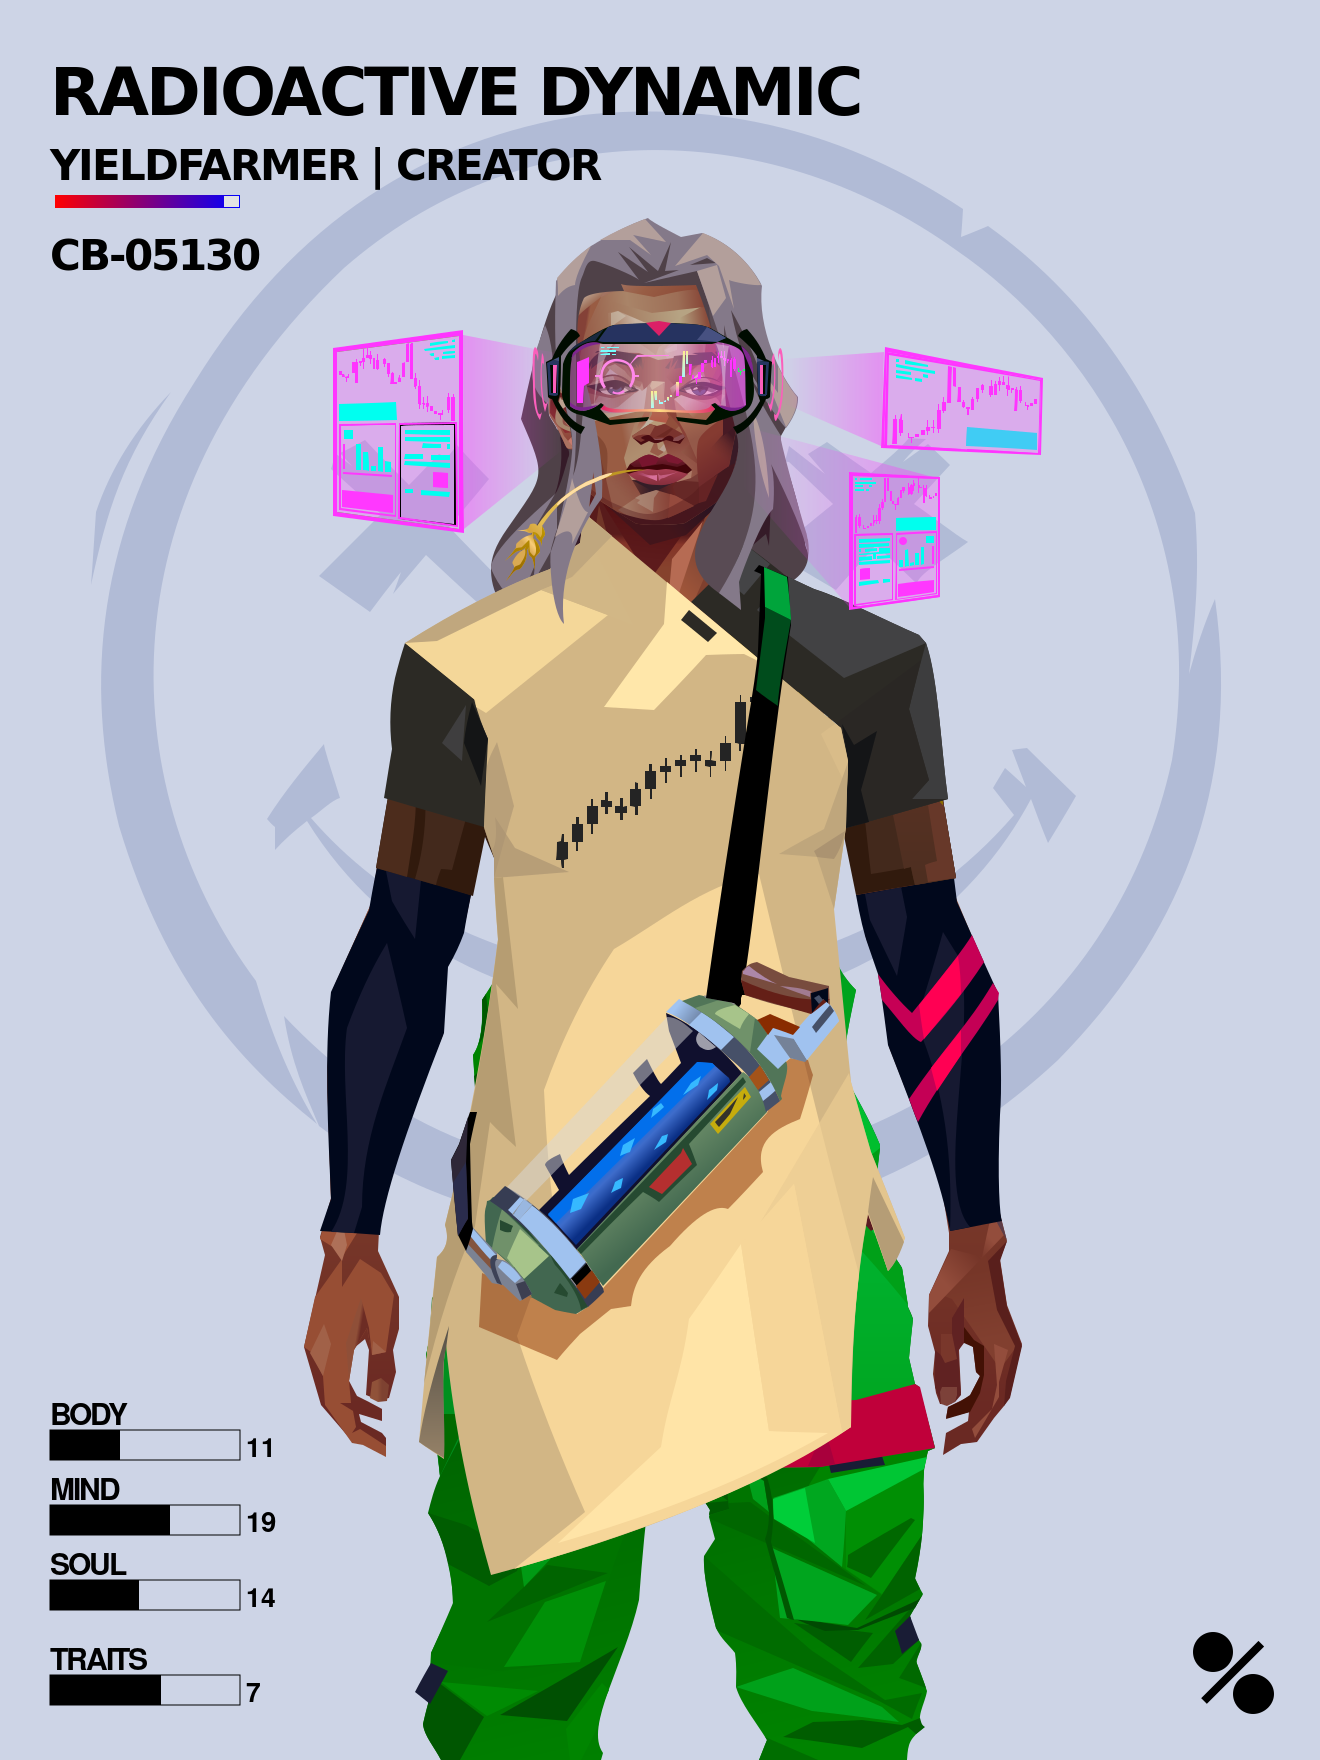 RADIOACTIVE DYNAMIC
YIELDFARMER | CREATOR
CB-05130
BODY
11
MIND
19
SOUL
14
TRAITS
7
%